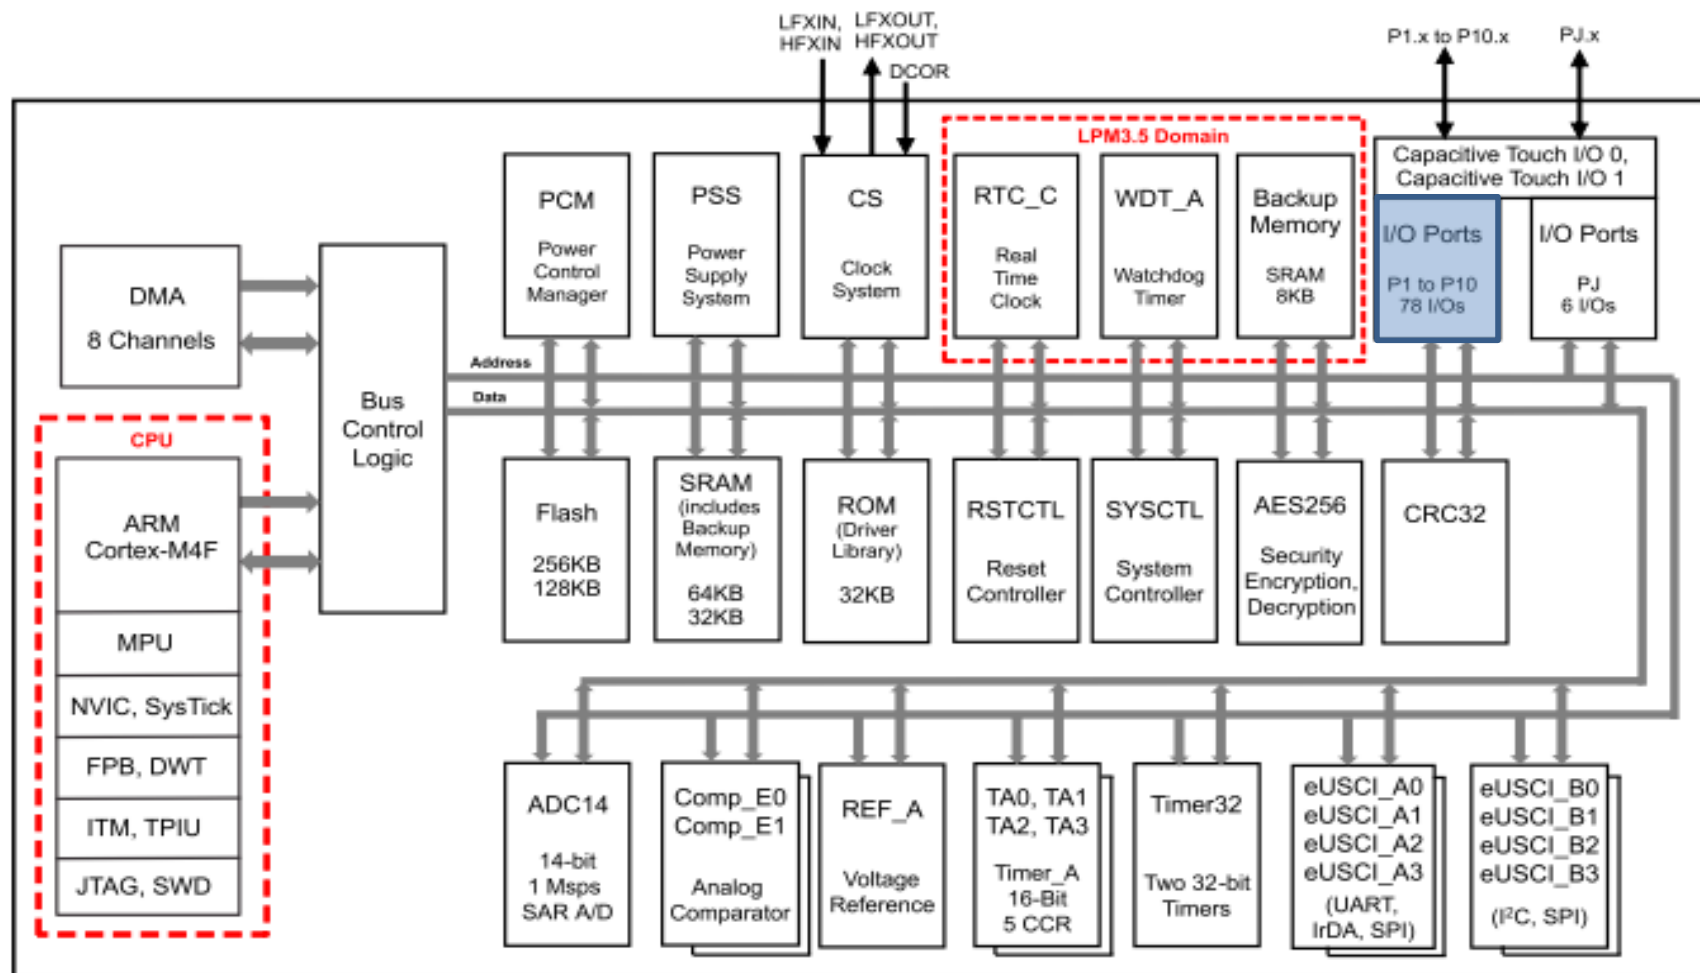 LFXIN,
HFXIN
LFXOUT,
HFXOUT
DCOR
P1.x to P10.x
PJ.x
LPM3.5 Domain
Capacitive Touch I/O 0,
Capacitive Touch I/O 1
PCM
Power
Control
Manager
PSS
Power
Supply
System
CS
Clock
System
RTC_C
Real
Time
Clock
WDT_A
Watchdog
Timer
Backup
Memory
SRAM
8KB
I/O Ports
P1 to P10
78 I/Os
I/O Ports
PJ
6 I/Os
DMA
8 Channels
Bus
Control
Logic
Address
Data
CPU
ARM
Cortex-M4F
MPU
NVIC, SysTick
FPB, DWT
ITM, TPIU
JTAG, SWD
Flash
256KB
128KB
SRAM
(includes
Backup
Memory)
64KB
32KB
ROM
(Driver
Library)
32KB
RSTCTL
Reset
Controller
SYSCTL
System
Controller
AES256
Security
Encryption,
Decryption
CRC32
ADC14
14-bit
1 Msps
SAR A/D
Comp_E0
Comp_E1
Analog
Comparator
REF_A
Voltage
Reference
TA0, TA1
TA2, TA3
Timer_A
16-Bit
5 CCR
Timer32
Two 32-bit
Timers
eUSCI_A0
eUSCI_A1
eUSCI_A2
eUSCI_A3
(UART,
IrDA, SPI)
eUSCI_B0
eUSCI_B1
eUSCI_B2
eUSCI_B3
(I²C, SPI)